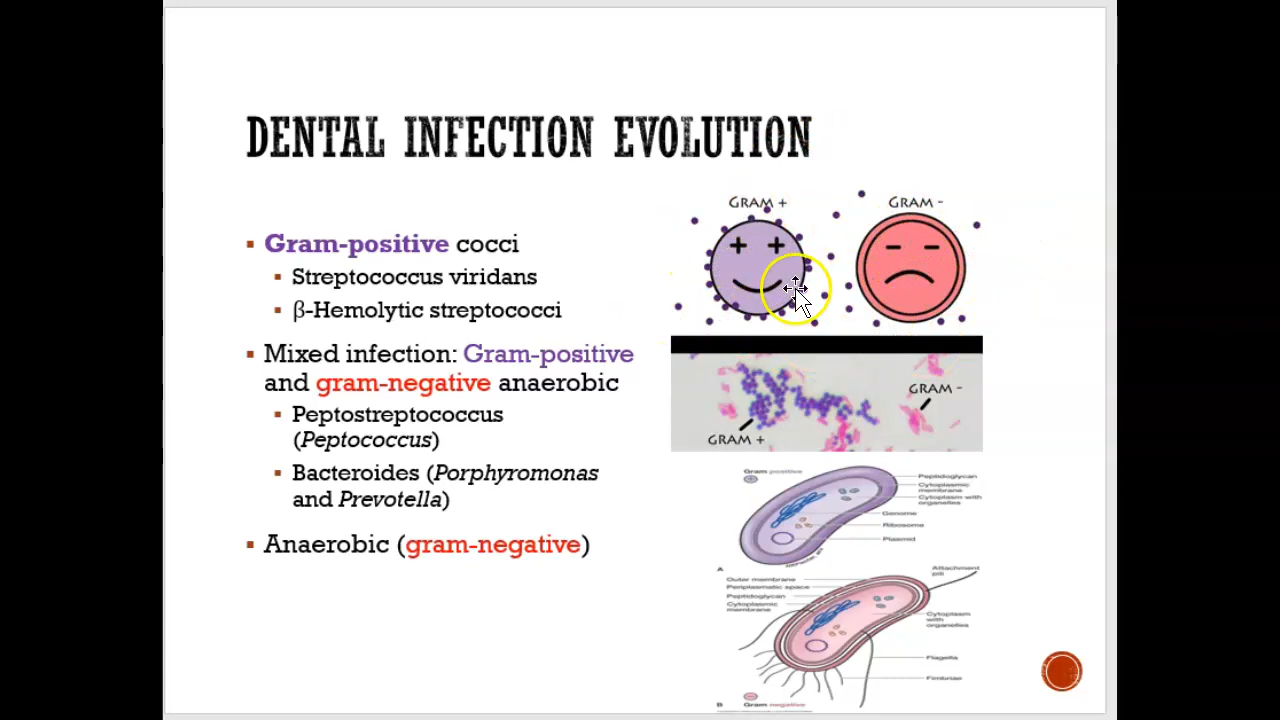 DENTAL INFECTION EVOLUTION
Gram-positive cocci
Streptococcus viridans
β-Hemolytic streptococci
Mixed infection: Gram-positive
and gram-negative anaerobic
Peptostreptococcus
(Peptococcus)
Bacteroides (Porphyromonas
and Prevotella)
Anaerobic (gram-negative)
GRAM +
GRAM -
GRAM -
GRAM +
Gram positive
Peptidoglycan
Cytoplasmic
membrane
Cytoplasm with
organelles
Genome
Ribosome
Plasmid
A
Attachment
pili
Outer membrane
Periplasmatic space
Peptidoglycan
Cytoplasmic
membrane
Cytoplasm
with
organelles
Flagella
Fimbriae
B Gram negative